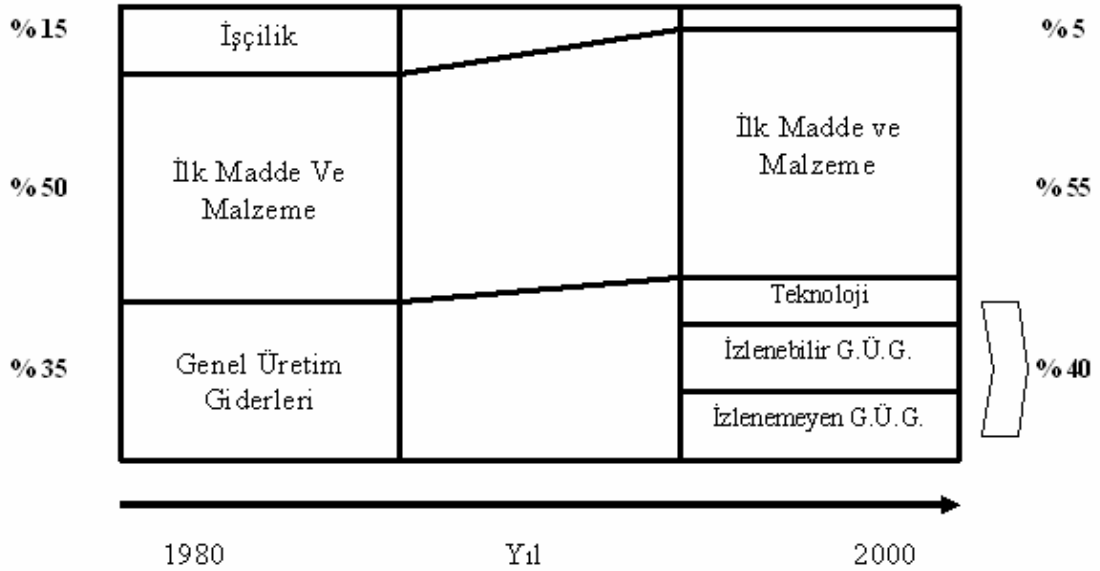 %15
İşçilik
%5
%50
İlk Madde Ve
Malzeme
İlk Madde ve
Malzeme
%55
%35
Genel Üretim
Giderleri
Teknoloji
İzlenebilir G.Ü.G.
İzlenemeyen G.Ü.G.
%40
1980
Yıl
2000